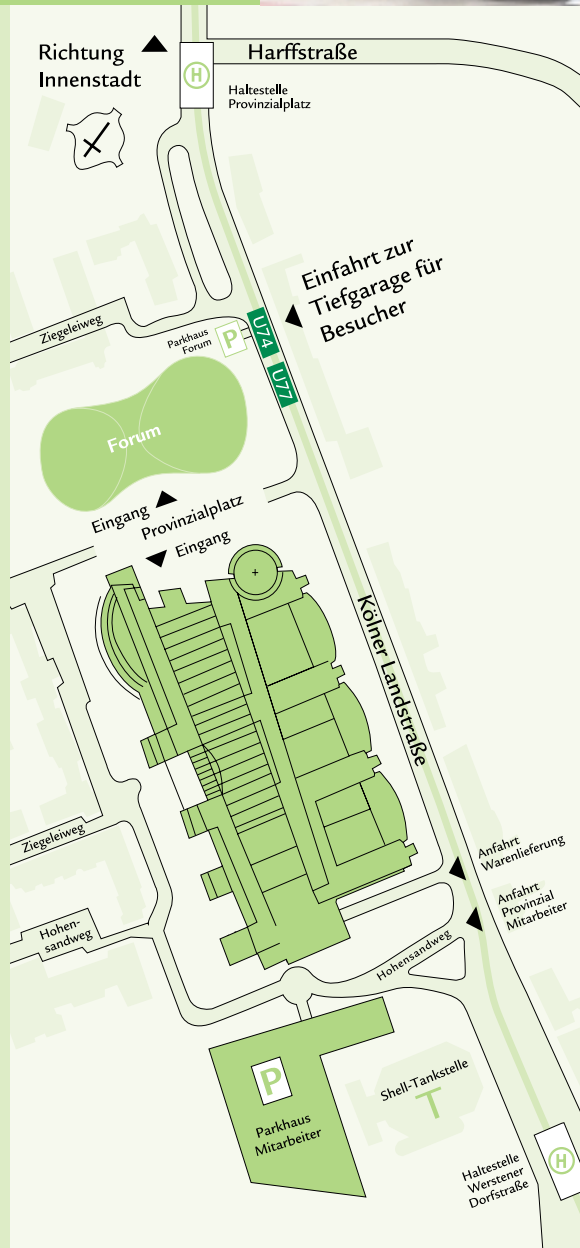 Richtung
Innenstadt
Harffstraße
H
Haltestelle
Provinzialplatz
Einfahrt zur
Tiefgarage für
Besucher
Ziegeleiweg
Parkhaus
Forum
P
U74
U77
Forum
Eingang
Provinzialplatz
Eingang
Kölner Landstraße
Ziegeleiweg
Anfahrt
Warenlieferung
Anfahrt
Provinzial
Mitarbeiter
Hohen-
sandweg
Hohensandweg
P
Parkhaus
Mitarbeiter
Shell-Tankstelle
T
Haltestelle
Werstener
Dorfstraße
H